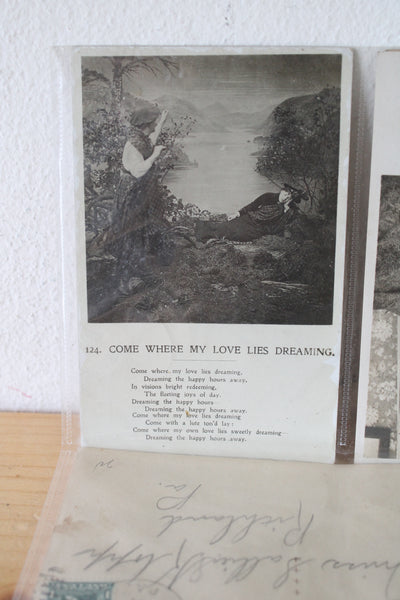 124. COME WHERE MY LOVE LIES DREAMING.
Come where my love lies dreaming,
Dreaming the happy hours away,
In visions bright redeeming,
The fleeting joys of day.
Dreaming the happy hours
Dreaming the happy hours away.
Come where my love lies dreaming
Come with a lute ton'd lay:
Come where my own love lies sweetly dreaming
Dreaming the happy hours away.
Miss Sallie
Richland
Pa.